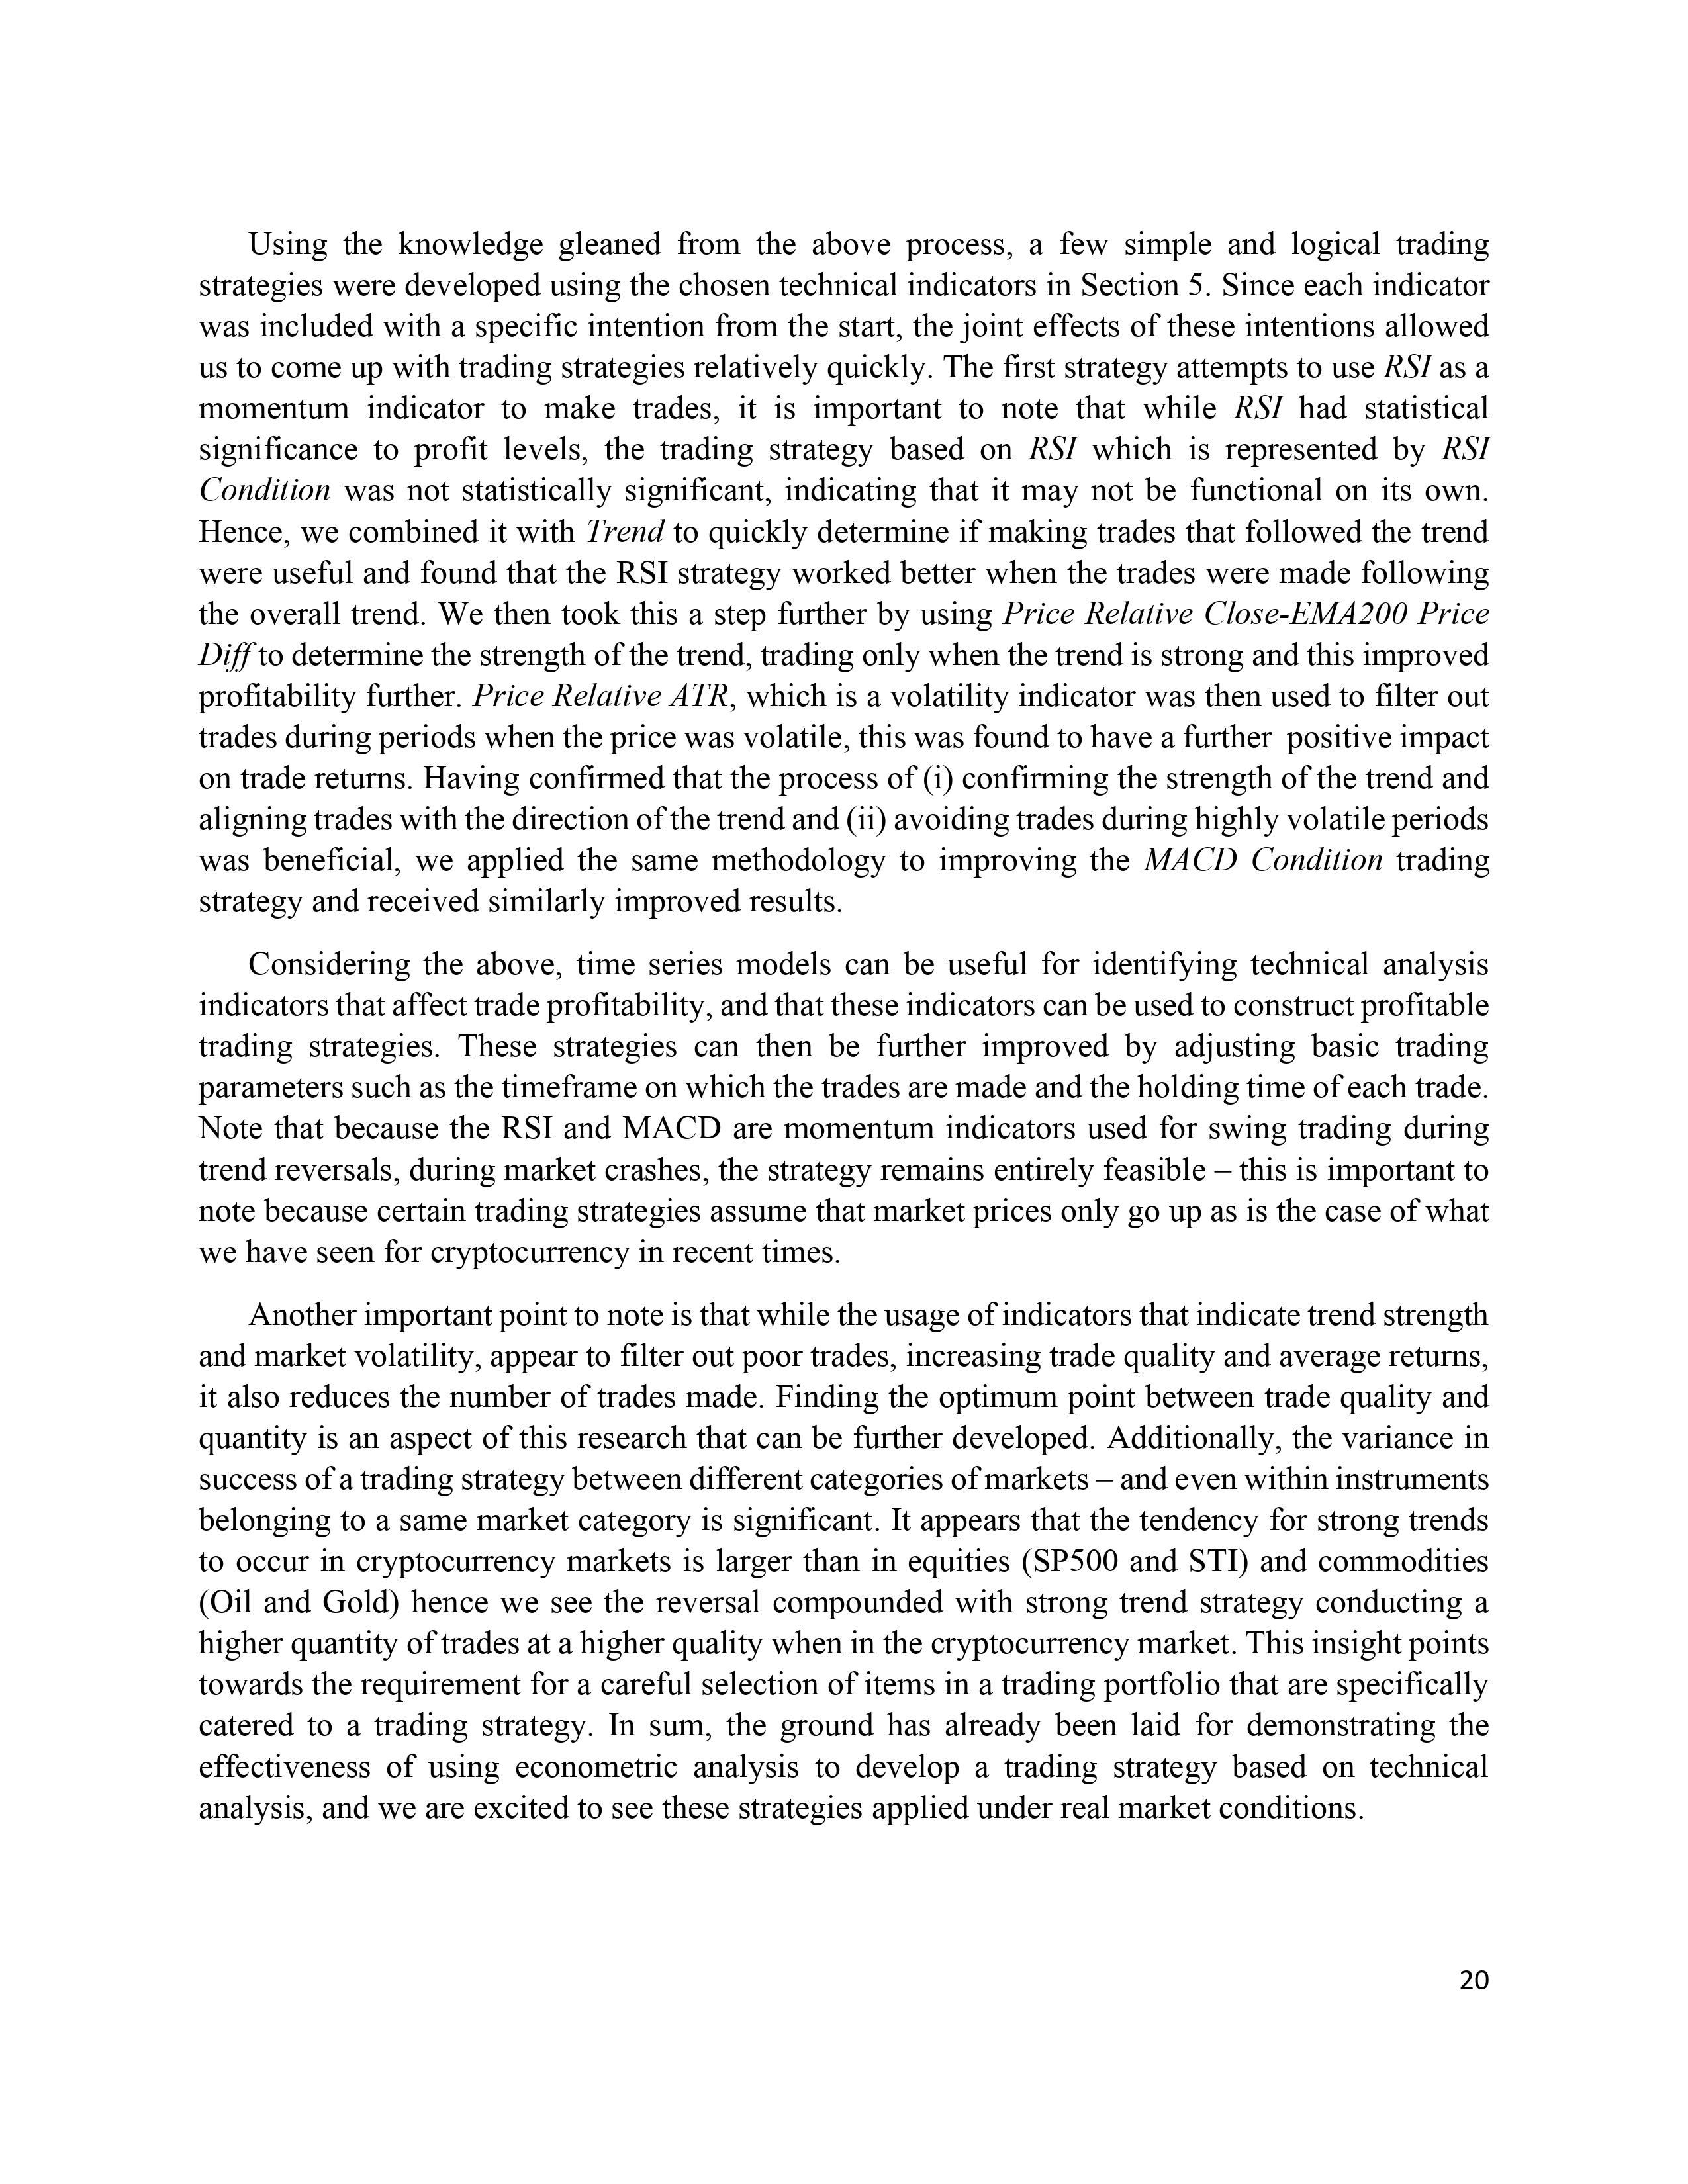 Using the knowledge gleaned from the above process, a few simple and logical trading
strategies were developed using the chosen technical indicators in Section 5. Since each indicator
was included with a specific intention from the start, the joint effects of these intentions allowed
us to come up with trading strategies relatively quickly. The first strategy attempts to use RSI as a
momentum indicator to make trades, it is important to note that while RSI had statistical
significance to profit levels, the trading strategy based on RSI which is represented by RSI
Condition was not statistically significant, indicating that it may not be functional on its own.
Hence, we combined it with Trend to quickly determine if making trades that followed the trend
were useful and found that the RSI strategy worked better when the trades were made following
the overall trend. We then took this a step further by using Price Relative Close-EMA200 Price
Diff to determine the strength of the trend, trading only when the trend is strong and this improved
profitability further. Price Relative ATR, which is a volatility indicator was then used to filter out
trades during periods when the price was volatile, this was found to have a further positive impact
on trade returns. Having confirmed that the process of (i) confirming the strength of the trend and
aligning trades with the direction of the trend and (ii) avoiding trades during highly volatile periods
was beneficial, we applied the same methodology to improving the MACD Condition trading
strategy and received similarly improved results.
Considering the above, time series models can be useful for identifying technical analysis
indicators that affect trade profitability, and that these indicators can be used to construct profitable
trading strategies. These strategies can then be further improved by adjusting basic trading
parameters such as the timeframe on which the trades are made and the holding time of each trade.
Note that because the RSI and MACD are momentum indicators used for swing trading during
trend reversals, during market crashes, the strategy remains entirely feasible – this is important to
note because certain trading strategies assume that market prices only go up as is the case of what
we have seen for cryptocurrency in recent times.
Another important point to note is that while the usage of indicators that indicate trend strength
and market volatility, appear to filter out poor trades, increasing trade quality and average returns,
it also reduces the number of trades made. Finding the optimum point between trade quality and
quantity is an aspect of this research that can be further developed. Additionally, the variance in
success of a trading strategy between different categories of markets – and even within instruments
belonging to a same market category is significant. It appears that the tendency for strong trends
to occur in cryptocurrency markets is larger than in equities (SP500 and STI) and commodities
(Oil and Gold) hence we see the reversal compounded with strong trend strategy conducting a
higher quantity of trades at a higher quality when in the cryptocurrency market. This insight points
towards the requirement for a careful selection of items in a trading portfolio that are specifically
catered to a trading strategy. In sum, the ground has already been laid for demonstrating the
effectiveness of using econometric analysis to develop a trading strategy based on technical
analysis, and we are excited to see these strategies applied under real market conditions.
20